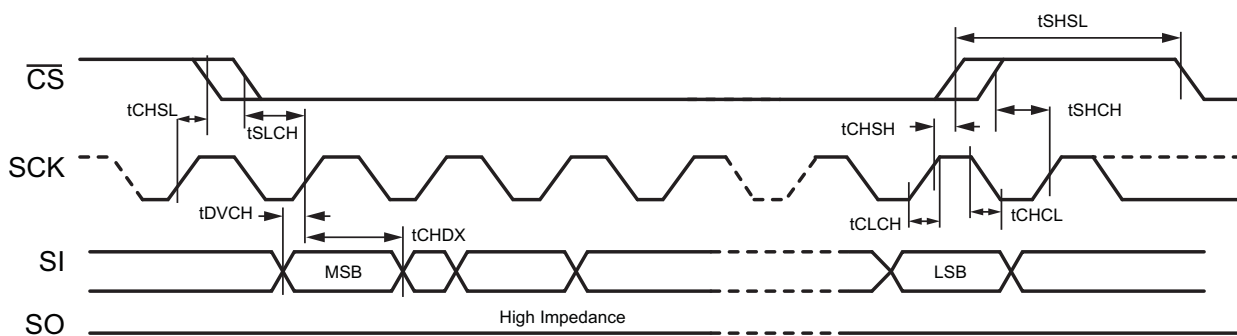 tSHSL
CS
tCHSL
tSLCH
tCHSH
tSHCH
SCK
tDVCH
tCHDX
tCLCH
tCHCL
SI
MSB
LSB
SO
High Impedance